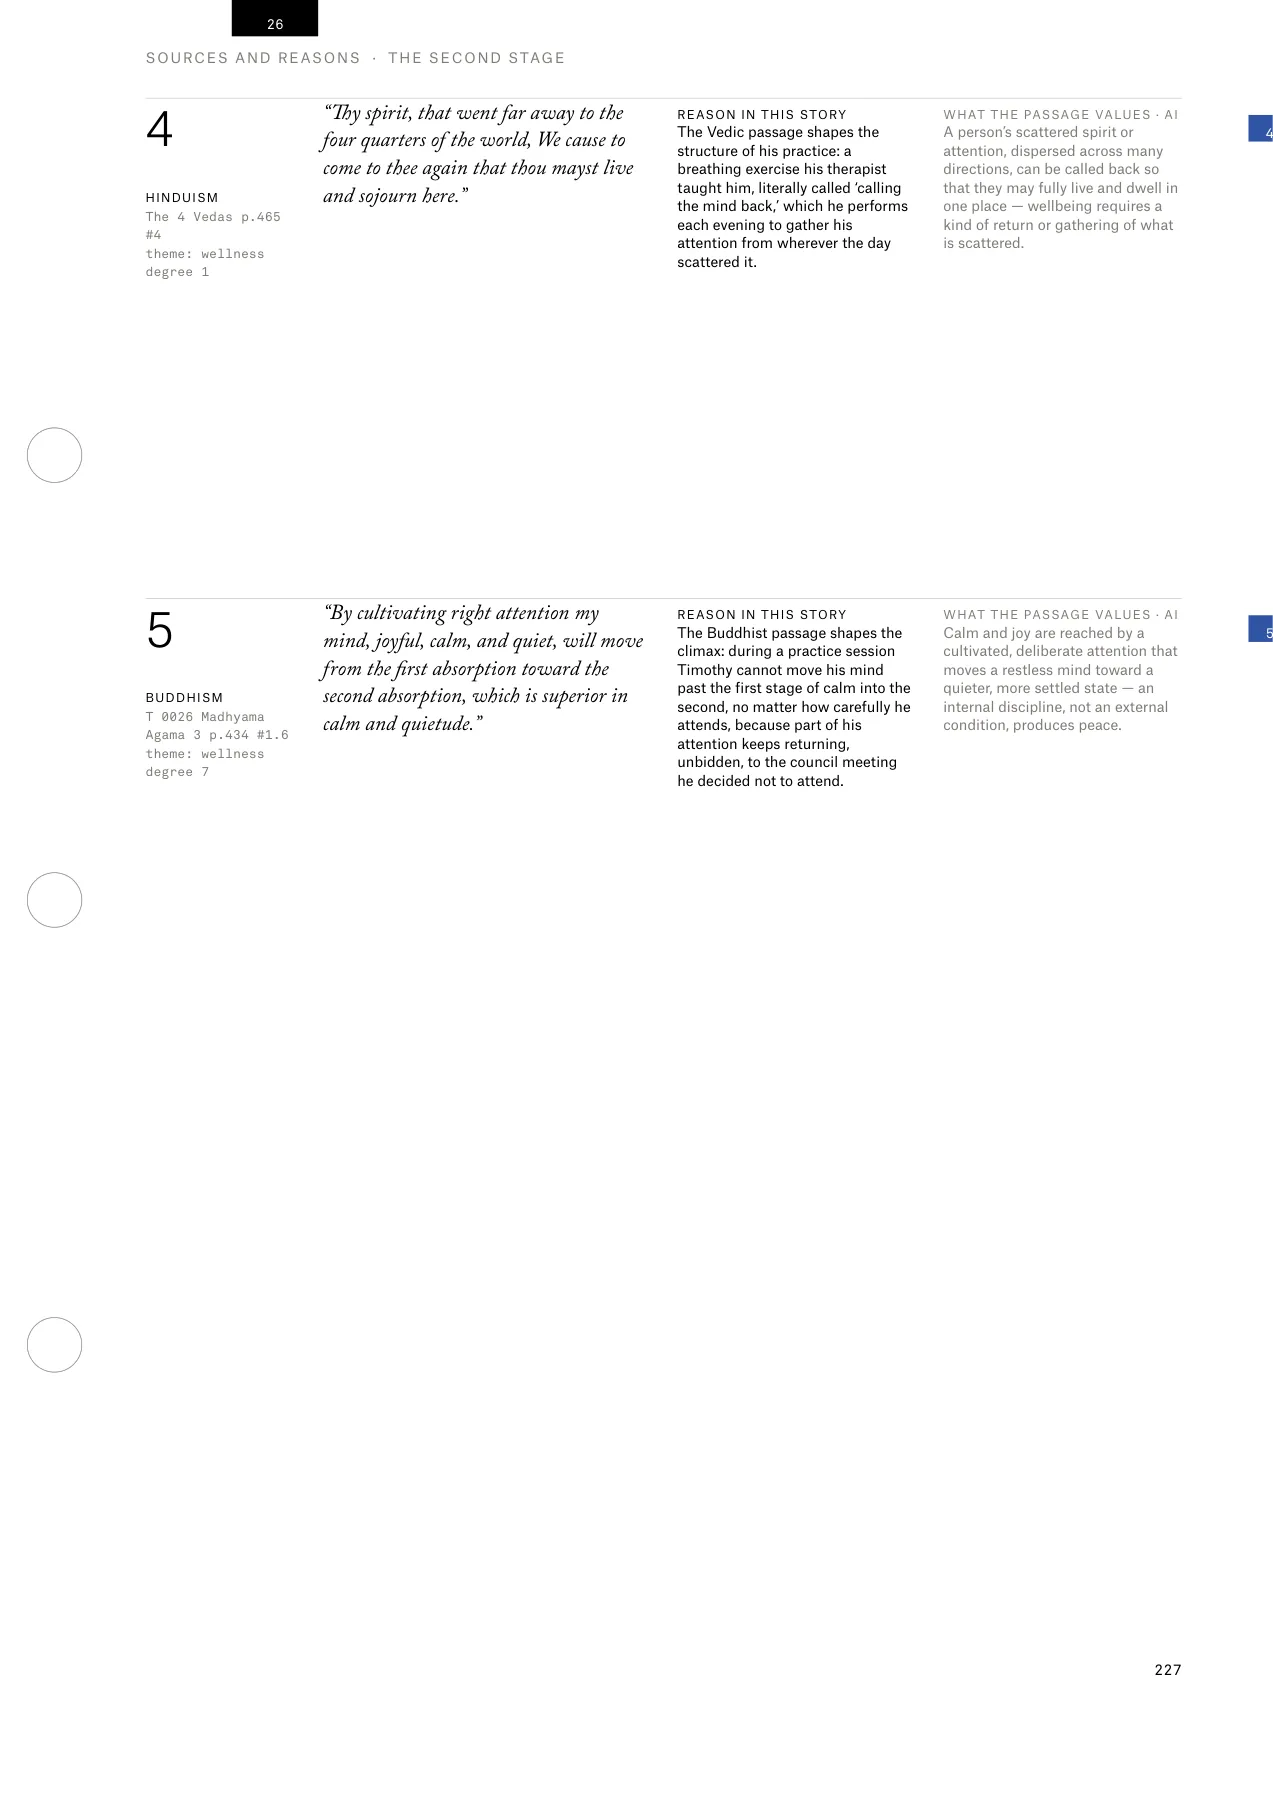 26
SOURCES AND REASONS · THE SECOND STAGE
4
HINDUISM
The 4 Vedas p.465
#4
theme: wellness
degree 1
“Thy spirit, that went far away to the
four quarters of the world, We cause to
come to thee again that thou mayst live
and sojourn here.”
REASON IN THIS STORY
The Vedic passage shapes the
structure of his practice: a
breathing exercise his therapist
taught him, literally called ‘calling
the mind back,’ which he performs
each evening to gather his
attention from wherever the day
scattered it.
WHAT THE PASSAGE VALUES · AI
A person’s scattered spirit or
attention, dispersed across many
directions, can be called back so
that they may fully live and dwell in
one place — wellbeing requires a
kind of return or gathering of what
is scattered.
4
5
BUDDHISM
T 0026 Madhyama
Agama 3 p.434 #1.6
theme: wellness
degree 7
“By cultivating right attention my
mind, joyful, calm, and quiet, will move
from the first absorption toward the
second absorption, which is superior in
calm and quietude.”
REASON IN THIS STORY
The Buddhist passage shapes the
climax: during a practice session
Timothy cannot move his mind
past the first stage of calm into the
second, no matter how carefully he
attends, because part of his
attention keeps returning,
unbidden, to the council meeting
he decided not to attend.
WHAT THE PASSAGE VALUES · AI
Calm and joy are reached by a
cultivated, deliberate attention that
moves a restless mind toward a
quieter, more settled state — an
internal discipline, not an external
condition, produces peace.
5
227